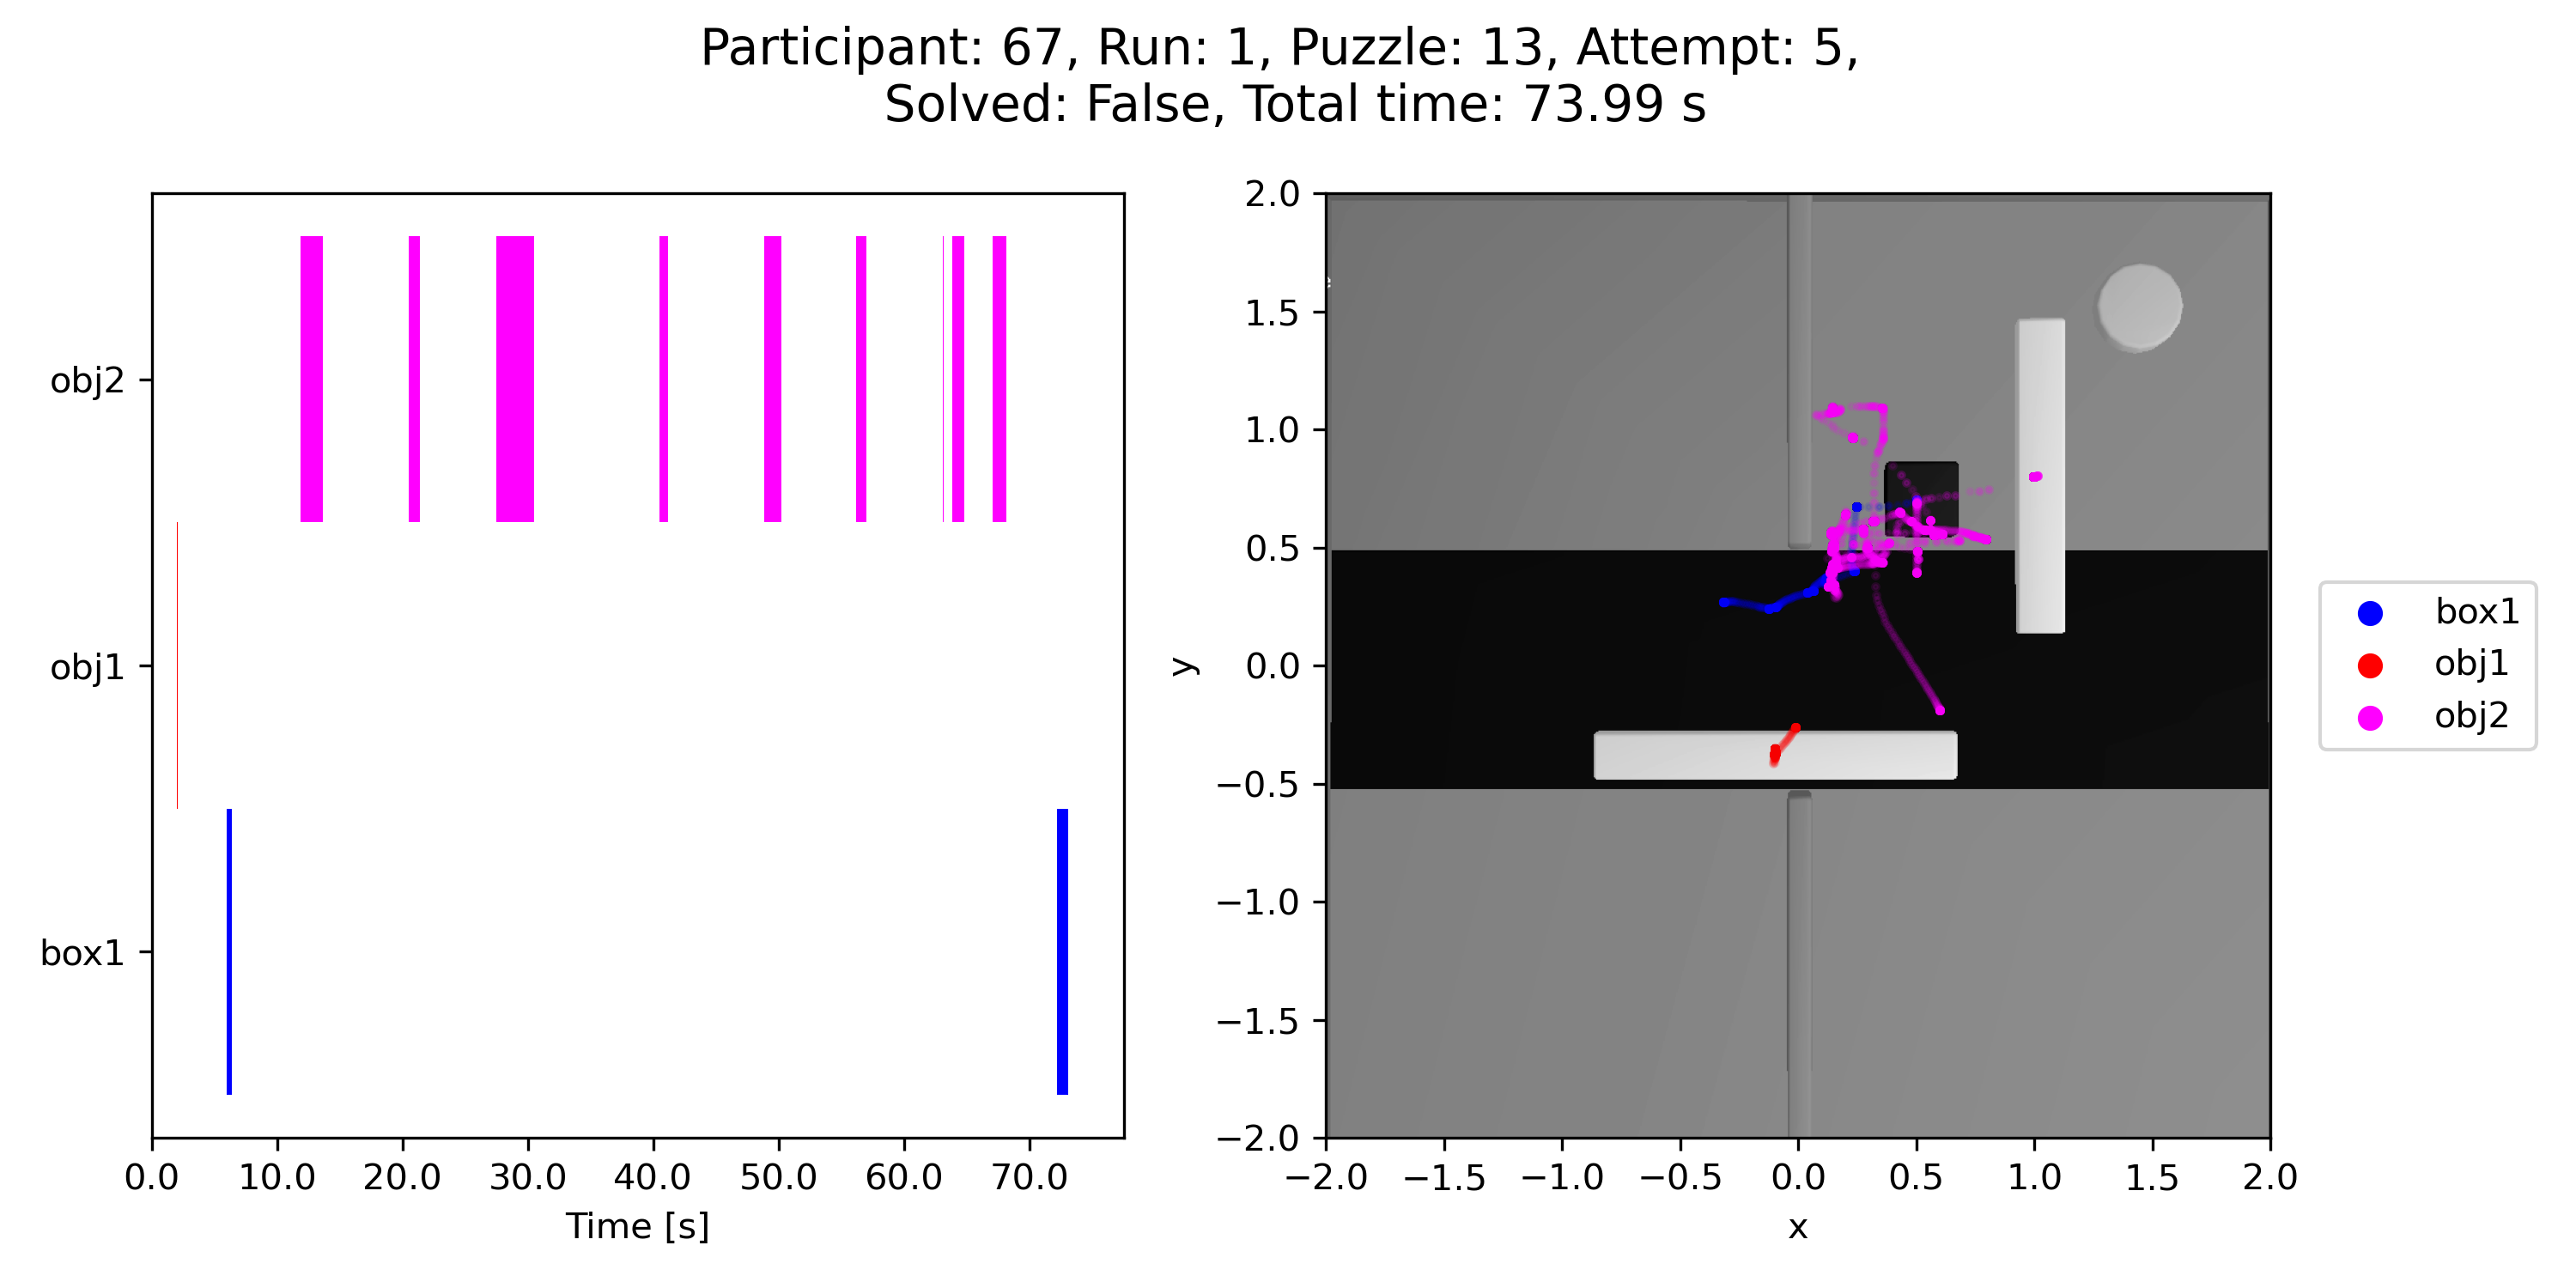 Participant: 67, Run: 1, Puzzle: 13, Attempt: 5,
Solved: False, Total time: 73.99 s
obj2
obj1
box1
0.0 10.0 20.0 30.0 40.0 50.0 60.0 70.0
Time [s]
2.0
1.5
1.0
0.5
0.0
−0.5
−1.0
−1.5
−2.0
y
−2.0 −1.5 −1.0 −0.5 0.0 0.5 1.0 1.5 2.0
x
box1
obj1
obj2